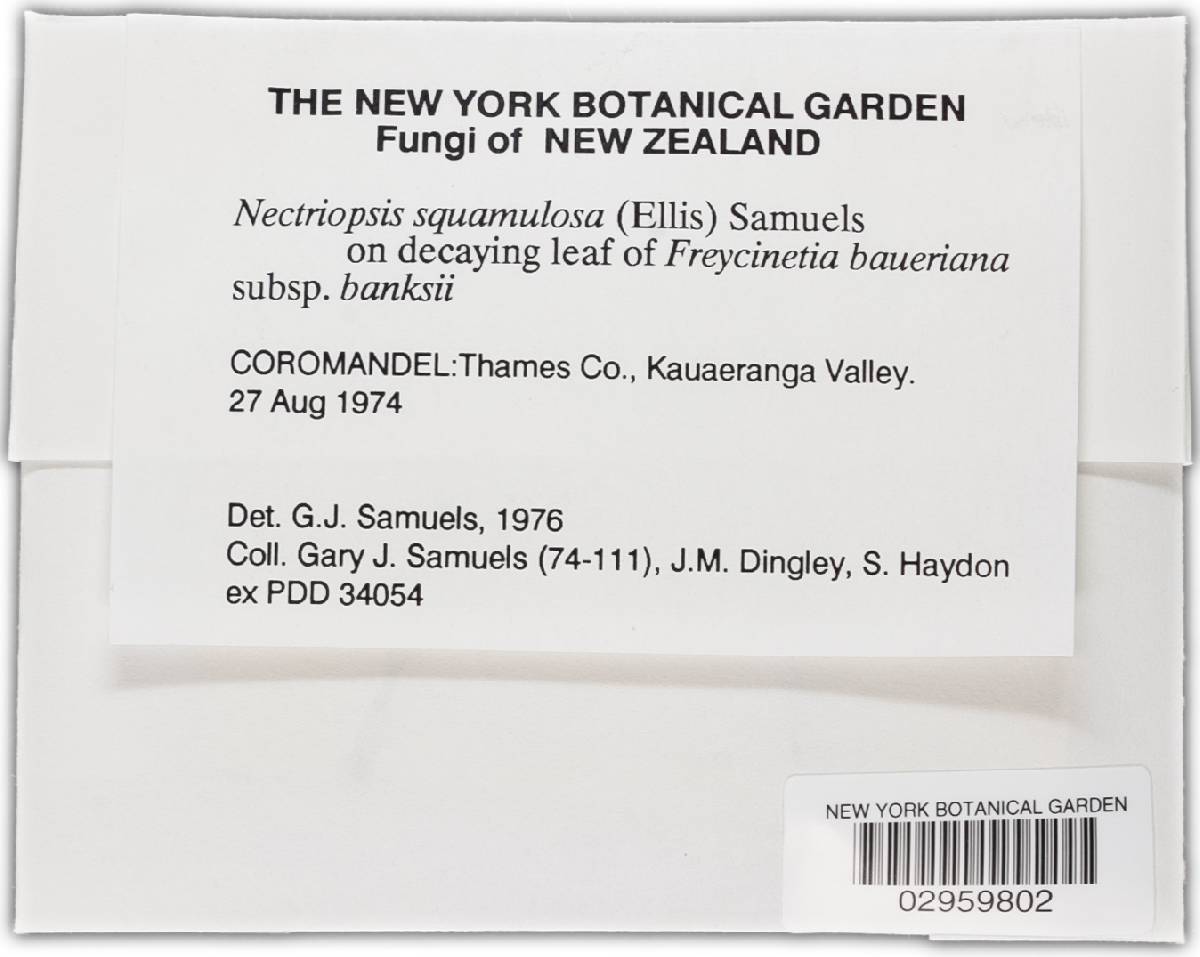 THE NEW YORK BOTANICAL GARDEN
Fungi of NEW ZEALAND
Nectriopsis squamulosa (Ellis) Samuels
on decaying leaf of Freycinetia baueriana
subsp. banksii
COROMANDEL:Thames Co., Kauaeranga Valley.
27 Aug 1974
Det. G.J. Samuels, 1976
Coll. Gary J. Samuels (74-111), J.M. Dingley, S. Haydon
ex PDD 34054
NEW YORK BOTANICAL GARDEN
02959802